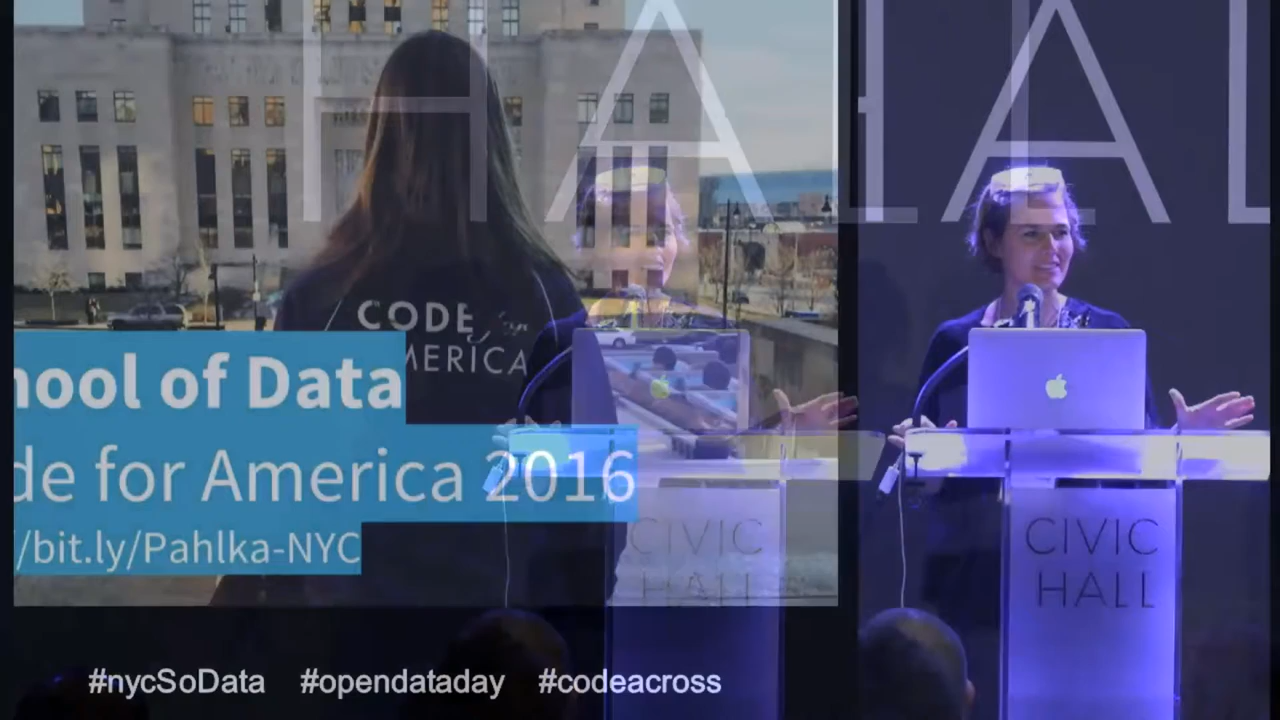 HALL
CODE for
AMERICA
hool of Data
de for America 2016
/bit.ly/Pahlka-NYC
CIVIC
HALL
CIVIC
HALL
#nycSoData #opendataday #codeacross